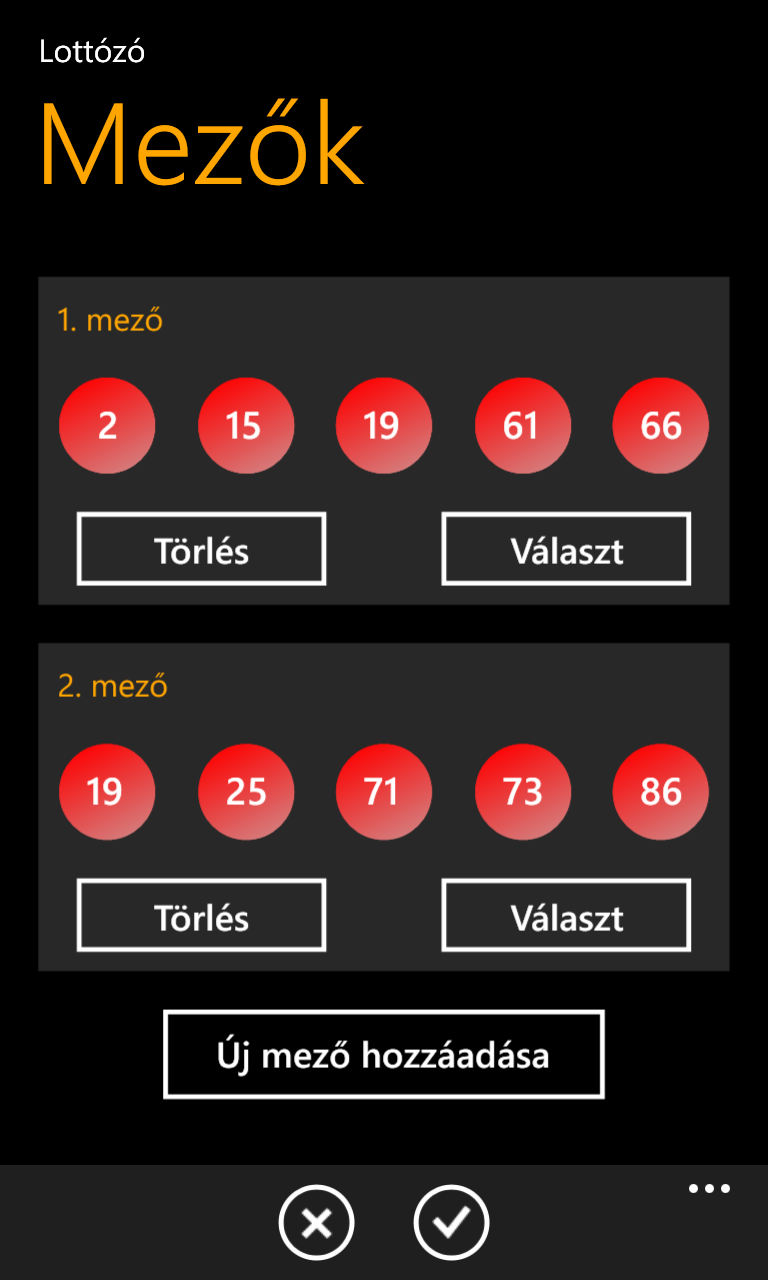 Lottózó
Mezők
1. mező
2 15 19 61 66
Törlés Választ
2. mező
19 25 71 73 86
Törlés Választ
Új mező hozzáadása